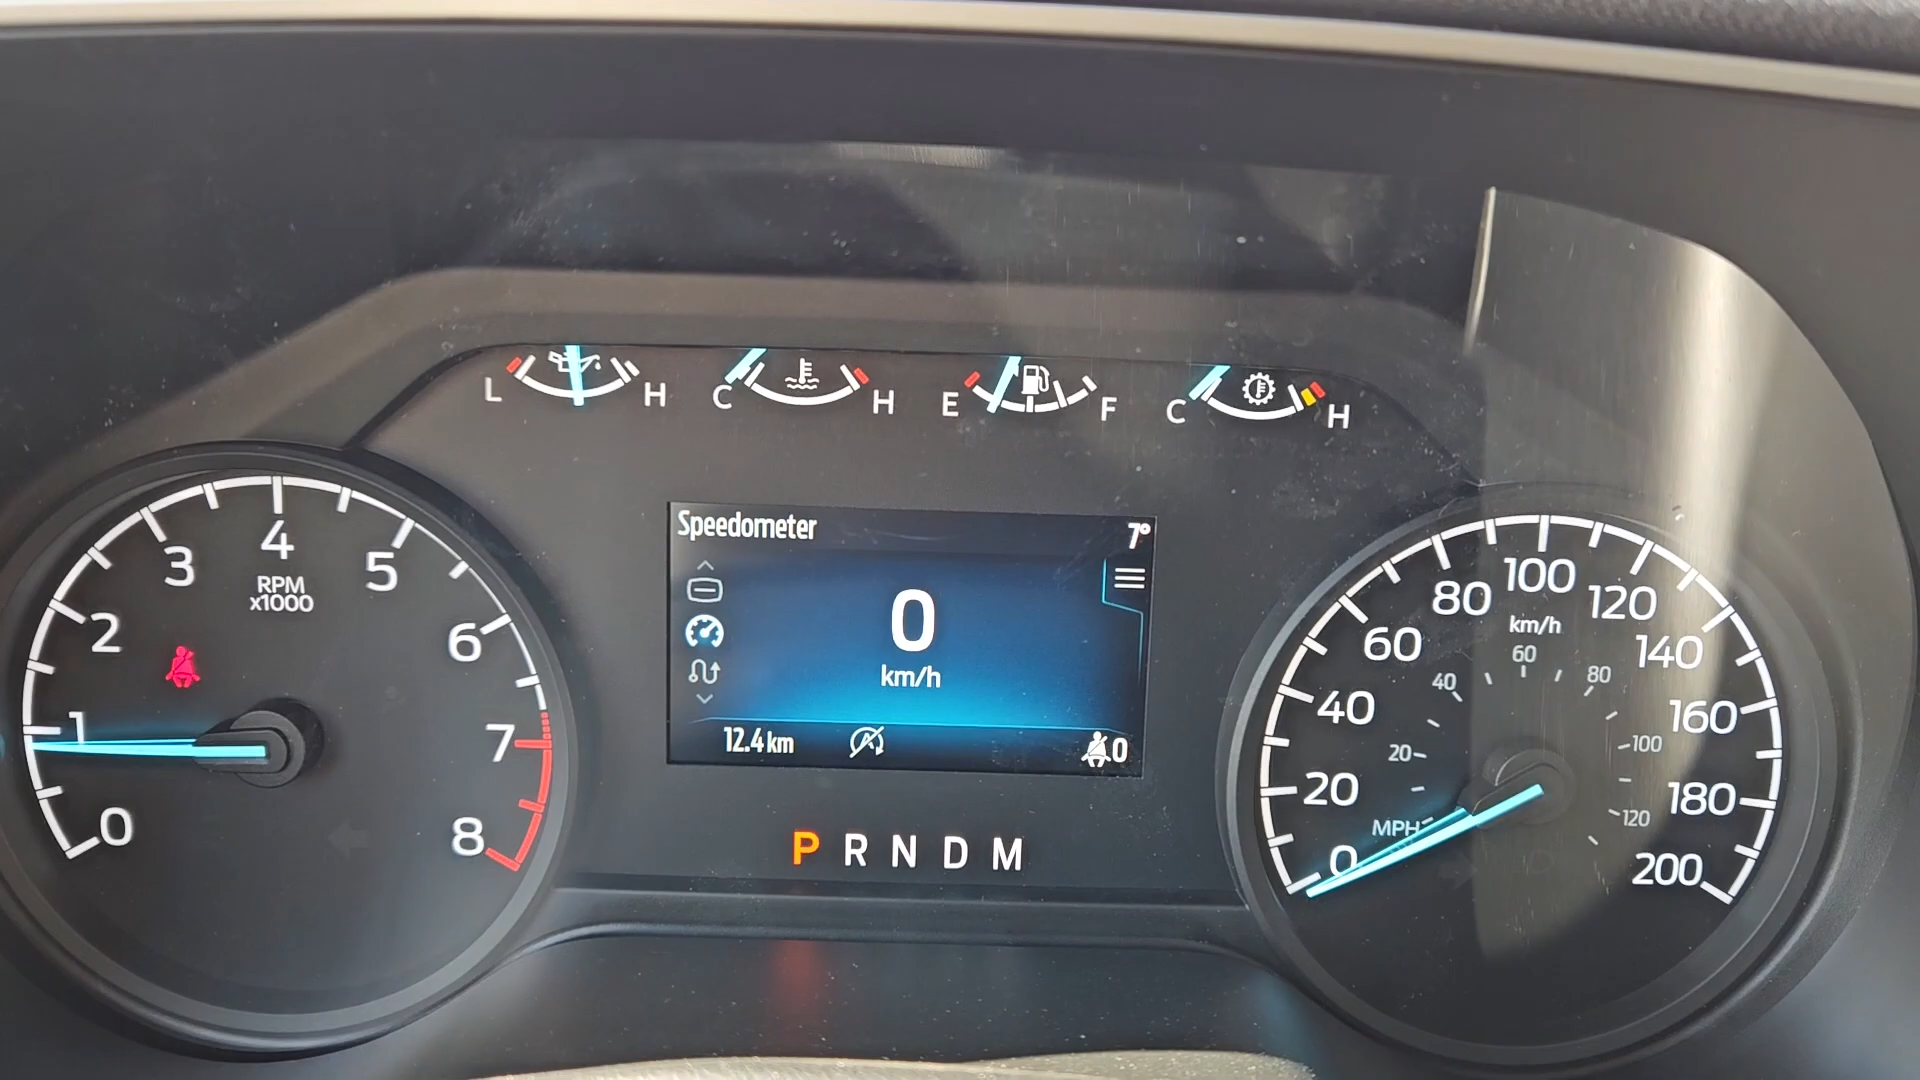 L H C H E F C H
Speedometer 7°
0
km/h
12.4 km 0
P R N D M
0 1 2 3 4 5 6 7 8
RPM
x1000
0 20 40 60 80 100 120 140 160 180 200
km/h
20 40 60 80 100 120
MPH